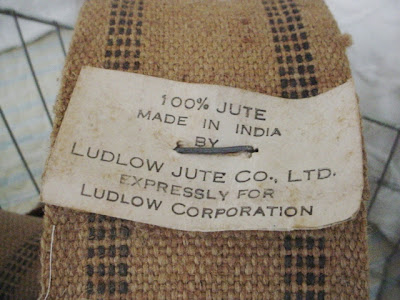 100% JUTE
MADE IN INDIA
BY
LUDLOW JUTE CO., LTD.
EXPRESSLY FOR
LUDLOW CORPORATION